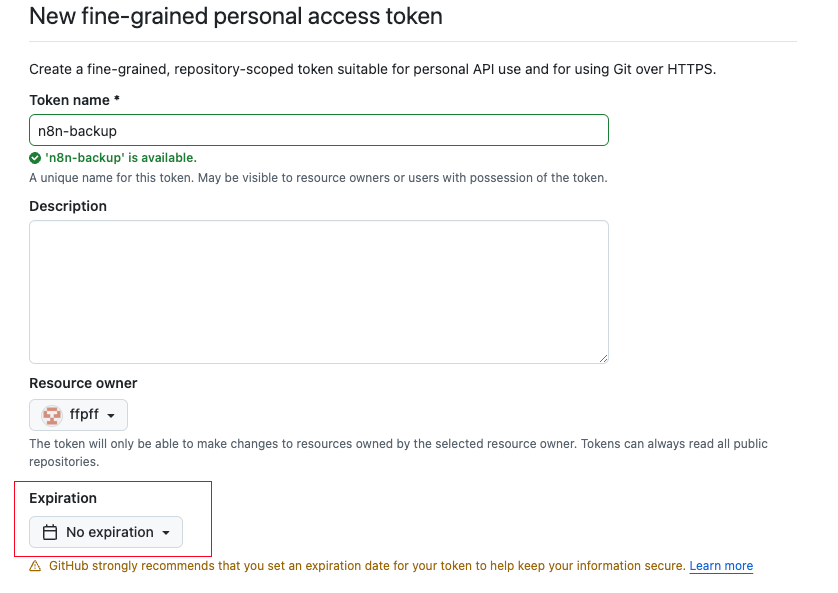 New fine-grained personal access token
Create a fine-grained, repository-scoped token suitable for personal API use and for using Git over HTTPS.
Token name *
n8n-backup
'n8n-backup' is available.
A unique name for this token. May be visible to resource owners or users with possession of the token.
Description
Resource owner
ffpff
The token will only be able to make changes to resources owned by the selected resource owner. Tokens can always read all public
repositories.
Expiration
No expiration
GitHub strongly recommends that you set an expiration date for your token to help keep your information secure. Learn more